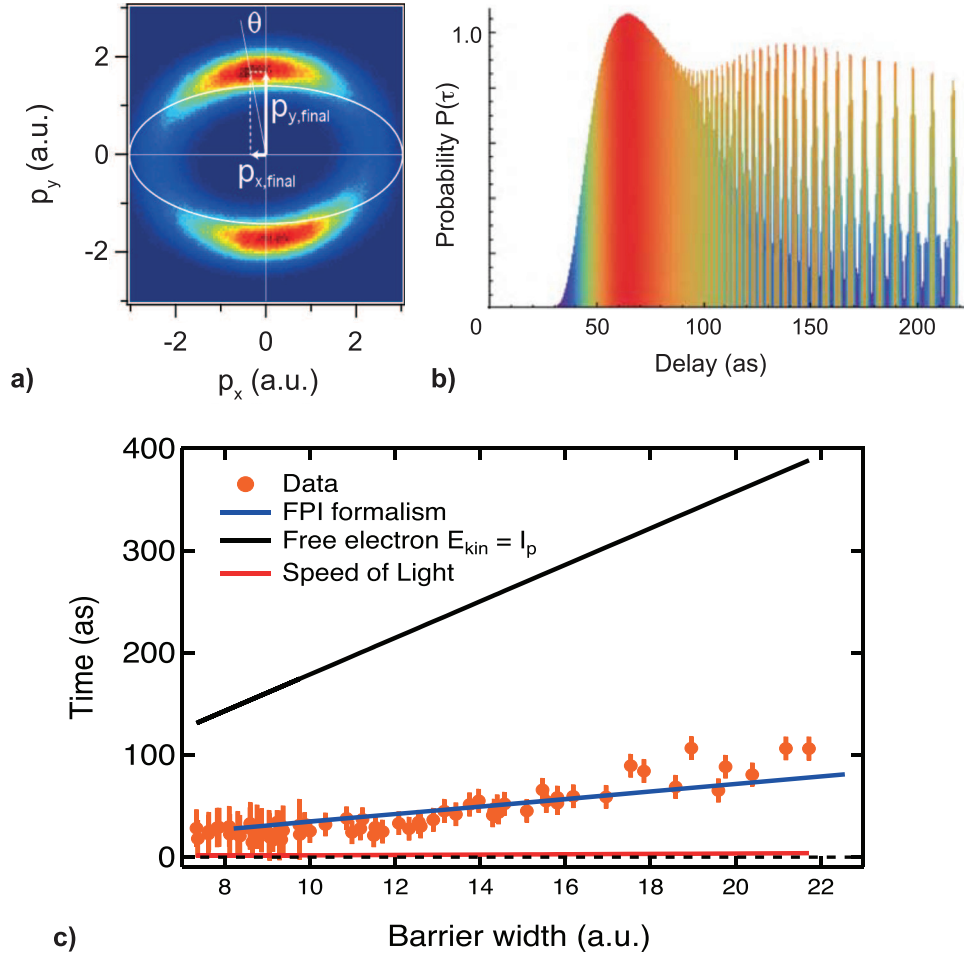 a)
2
0
-2
p_y (a.u.)
θ
p_y,final
p_x,final
-2 0 2
p_x (a.u.)
b)
1.0
Probability P(τ)
0 50 100 150 200
Delay (as)
400
300
200
100
0
Time (as)
Data
FPI formalism
Free electron E_kin = I_p
Speed of Light
8 10 12 14 16 18 20 22
Barrier width (a.u.)
c)